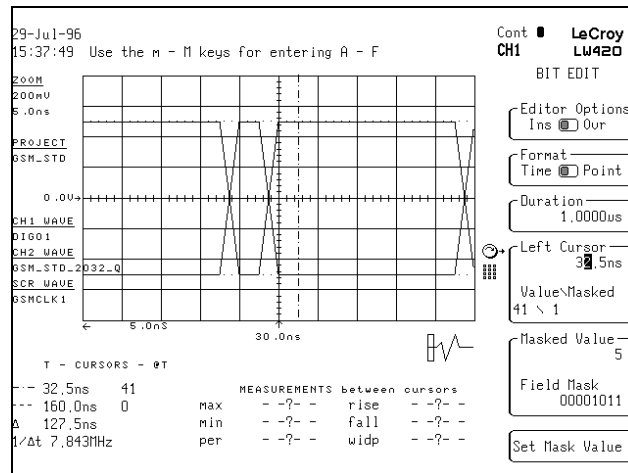 29-Jul-96
15:37:49 Use the m - M keys for entering A - F
Cont LeCroy
CH1 LW420
BIT EDIT
ZOOM
200mV
5.0ns
PROJECT
GSM_STD
0.0V
CH1 WAVE
DIGO1
CH2 WAVE
GSM_STD_2032_Q
SCR WAVE
GSMCLK1
5.0nS
30.0ns
Editor Options
Ins Ovr
Format
Time Point
Duration
1.0000us
Left Cursor
32.5ns
Value\Masked
41 \ 1
Masked Value
5
Field Mask
00001011
Set Mask Value
T - CURSORS - @T
32.5ns 41
160.0ns 0
Δ 127.5ns
1/Δt 7.843MHz
MEASUREMENTS between cursors
max - -?- - rise - -?- -
min - -?- - fall - -?- -
per - -?- - widp - -?- -